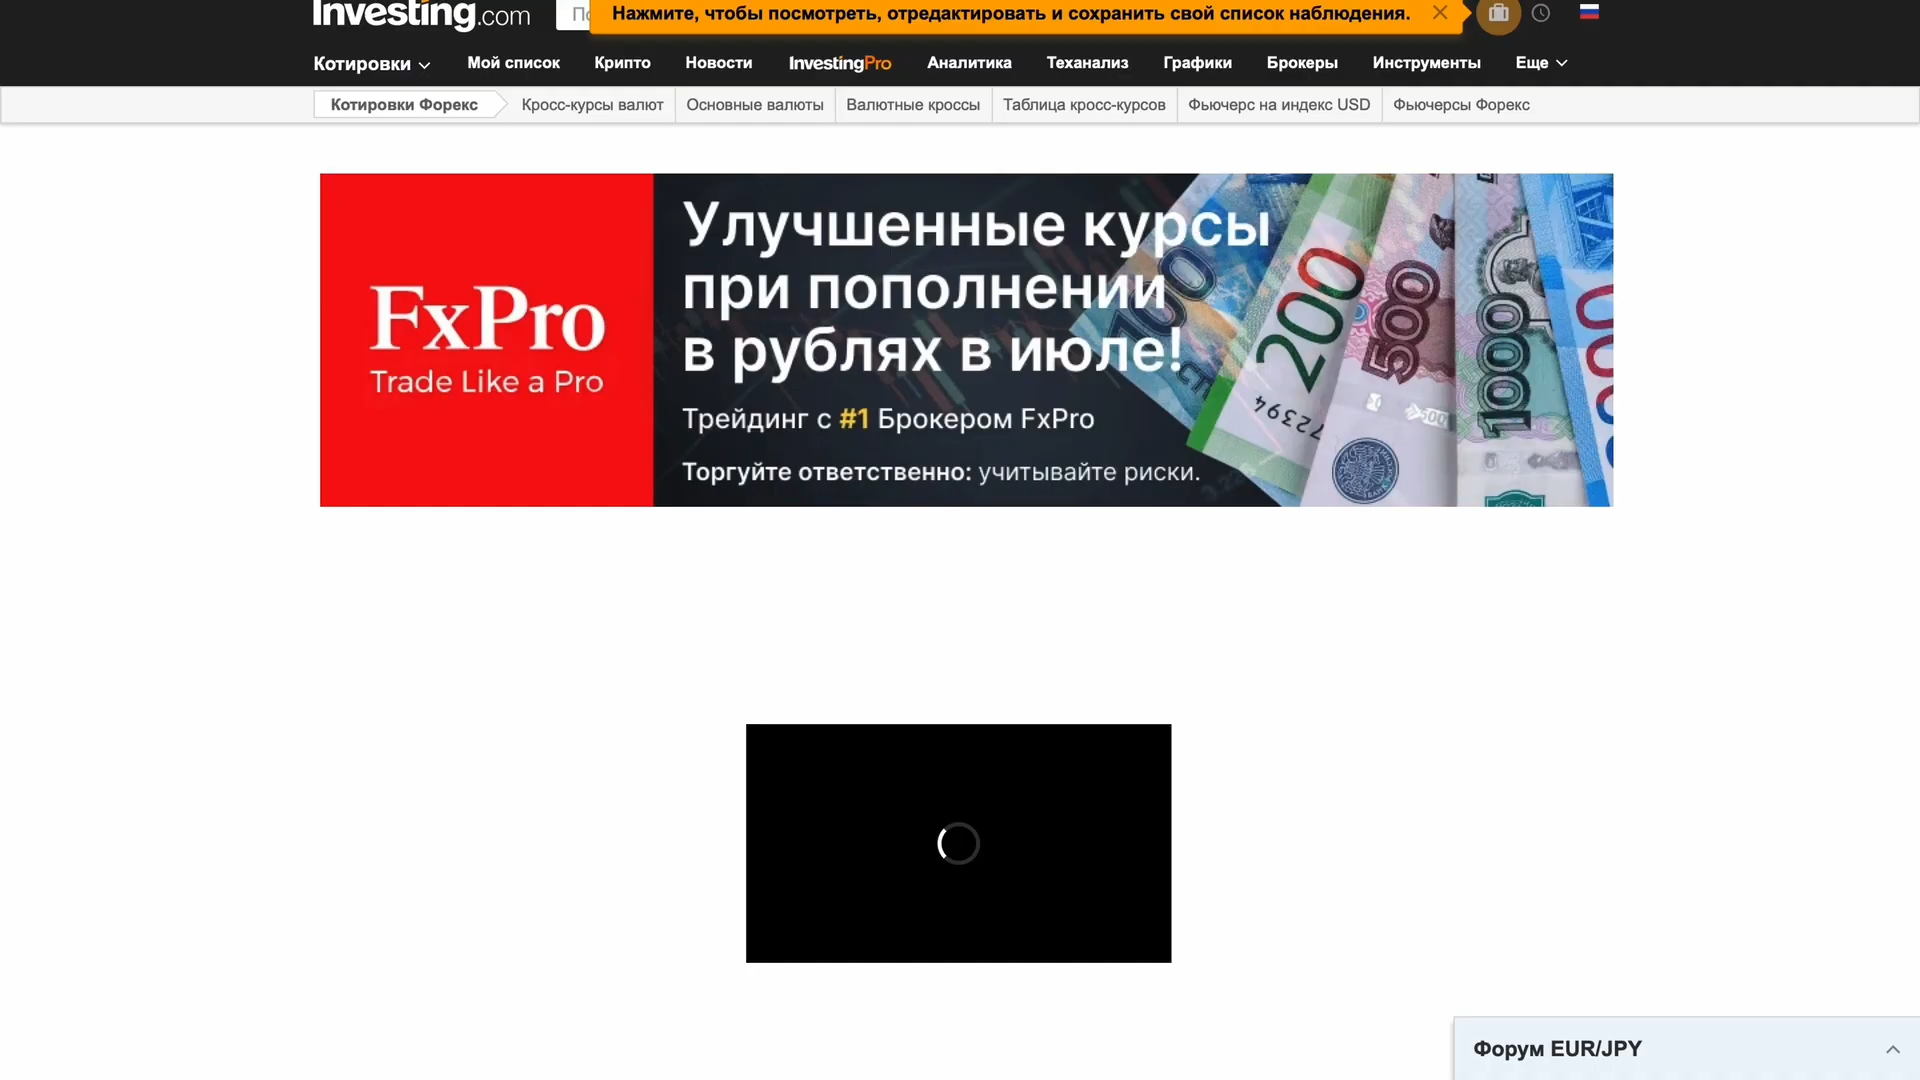 Investing.com
Нажмите, чтобы посмотреть, отредактировать и сохранить свой список наблюдения.
Котировки
Мой список
Крипто
Новости
InvestingPro
Аналитика
Теханализ
Графики
Брокеры
Инструменты
Еще
Котировки Форекс
Кросс-курсы валют
Основные валюты
Валютные кроссы
Таблица кросс-курсов
Фьючерс на индекс USD
Фьючерсы Форекс
FxPro
Trade Like a Pro
Улучшенные курсы
при пополнении
в рублях в июле!
Трейдинг с #1 Брокером FxPro
Торгуйте ответственно: учитывайте риски.
200
500
1000
Форум EUR/JPY